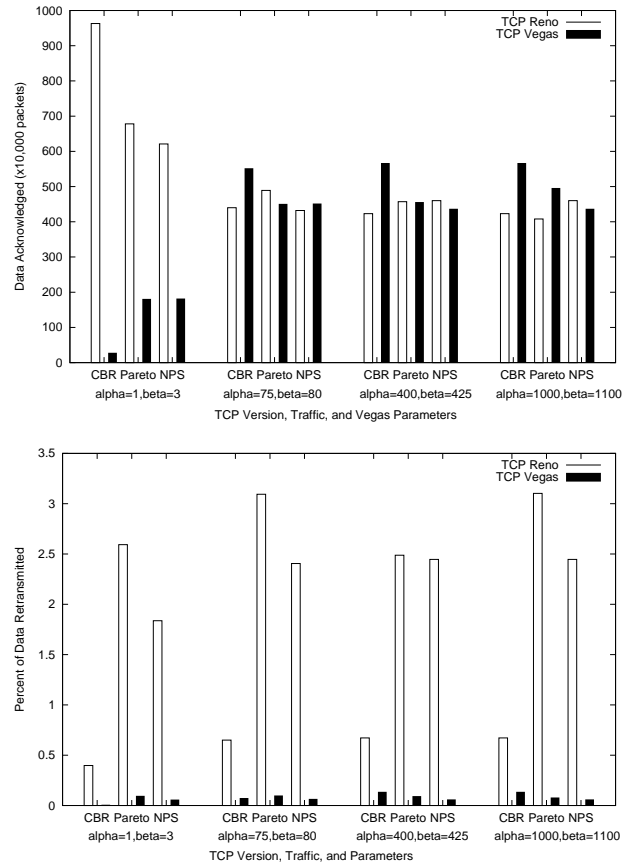 1000
TCP Reno
TCP Vegas
900
800
700
600
500
400
300
200
100
0
Data Acknowledged (x10,000 packets)
CBR Pareto NPS CBR Pareto NPS CBR Pareto NPS CBR Pareto NPS
alpha=1,beta=3 alpha=75,beta=80 alpha=400,beta=425 alpha=1000,beta=1100
TCP Version, Traffic, and Vegas Parameters
3.5
TCP Reno
TCP Vegas
3
2.5
2
1.5
1
0.5
0
Percent of Data Retransmitted
CBR Pareto NPS CBR Pareto NPS CBR Pareto NPS CBR Pareto NPS
alpha=1,beta=3 alpha=75,beta=80 alpha=400,beta=425 alpha=1000,beta=1100
TCP Version, Traffic, and Parameters